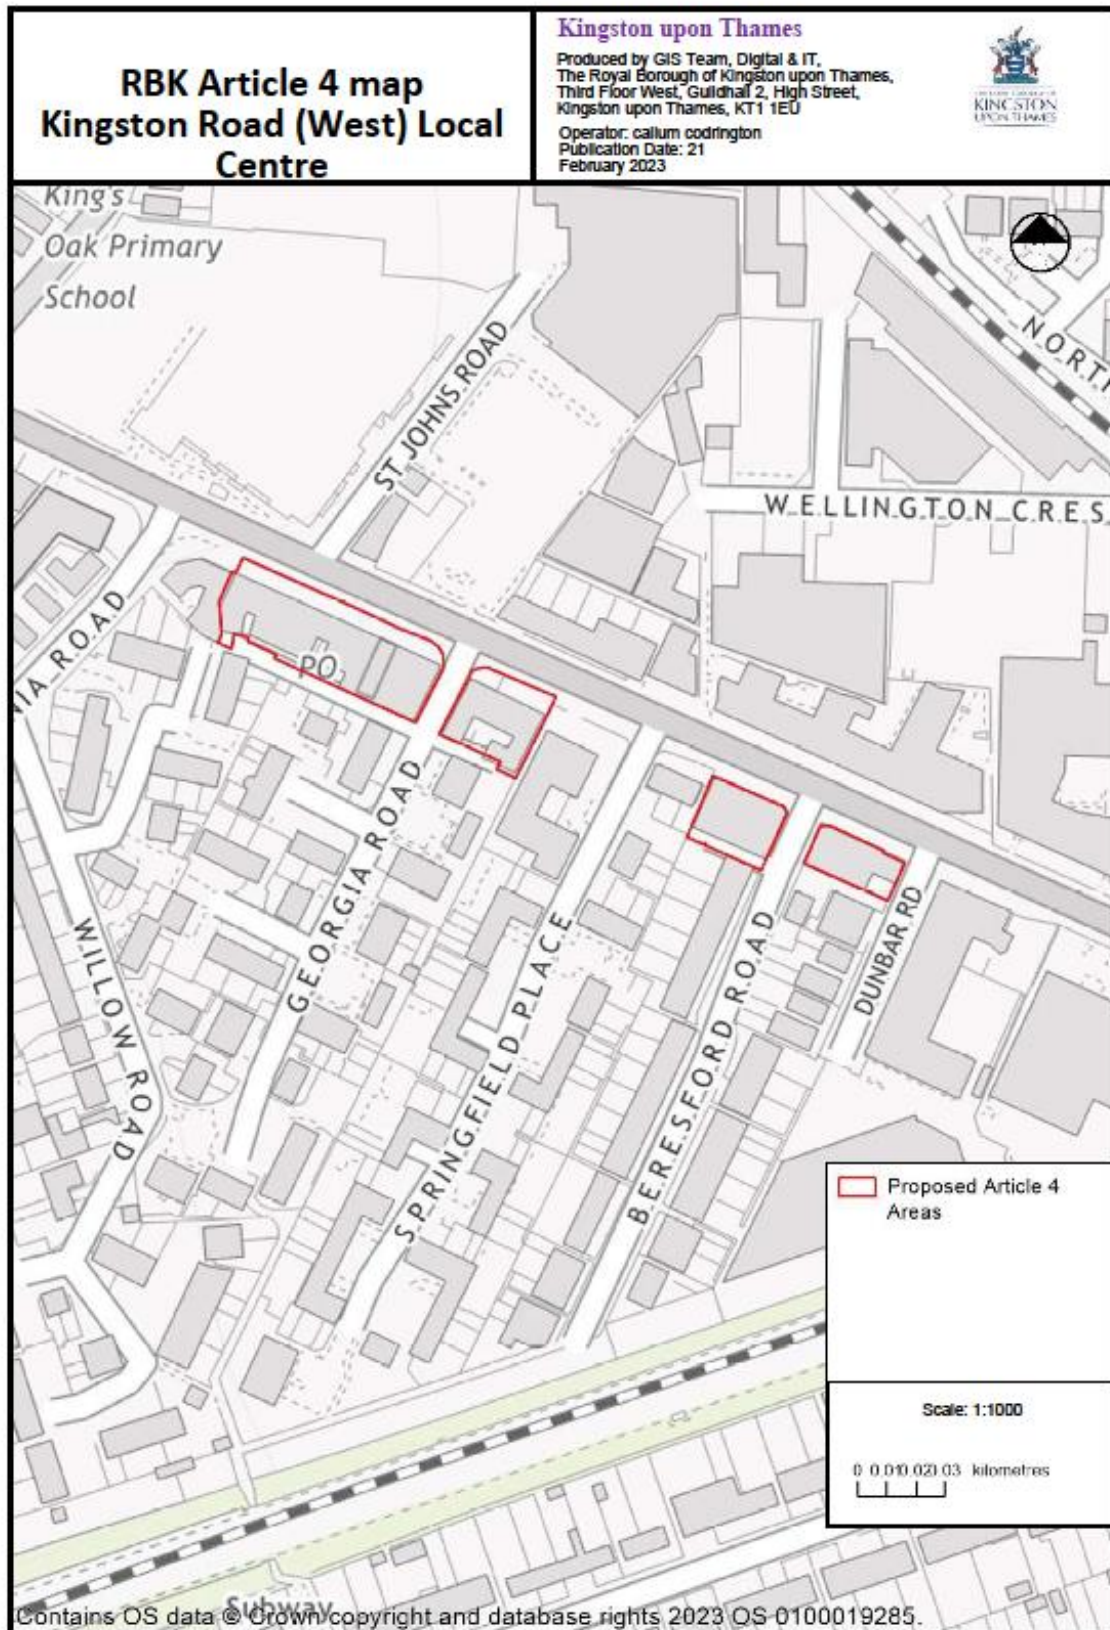 RBK Article 4 map
Kingston Road (West) Local
Centre
Kingston upon Thames
Produced by GIS Team, Digital & IT,
The Royal Borough of Kingston upon Thames,
Third Floor West, Guildhall 2, High Street,
Kingston upon Thames, KT1 1EU
Operator: callum codrington
Publication Date: 21
February 2023
KINGSTON
UPON THAMES
King's
Oak Primary
School
ST JOHNS ROAD
NORTH
WELLINGTON CRES
NIA ROAD
PO
GEORGIA ROAD
WILLOW ROAD
SPRINGFIELD PLACE
BERESFORD ROAD
DUNBAR RD
Proposed Article 4
Areas
Scale: 1:1000
0 0.010.020.03 kilometres
Subway
Contains OS data © Crown copyright and database rights 2023 OS 0100019285.